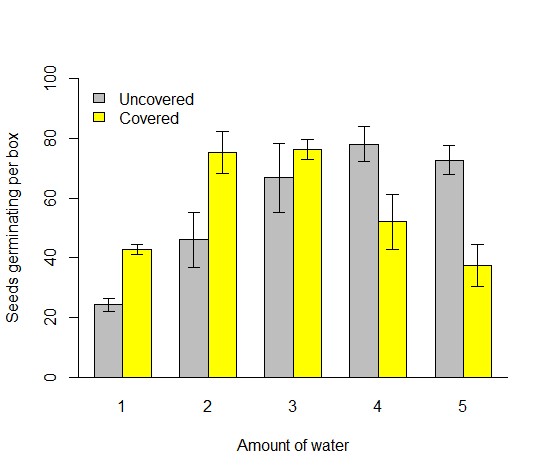 Seeds germinating per box
100
80
60
40
20
0
Uncovered
Covered
1 2 3 4 5
Amount of water